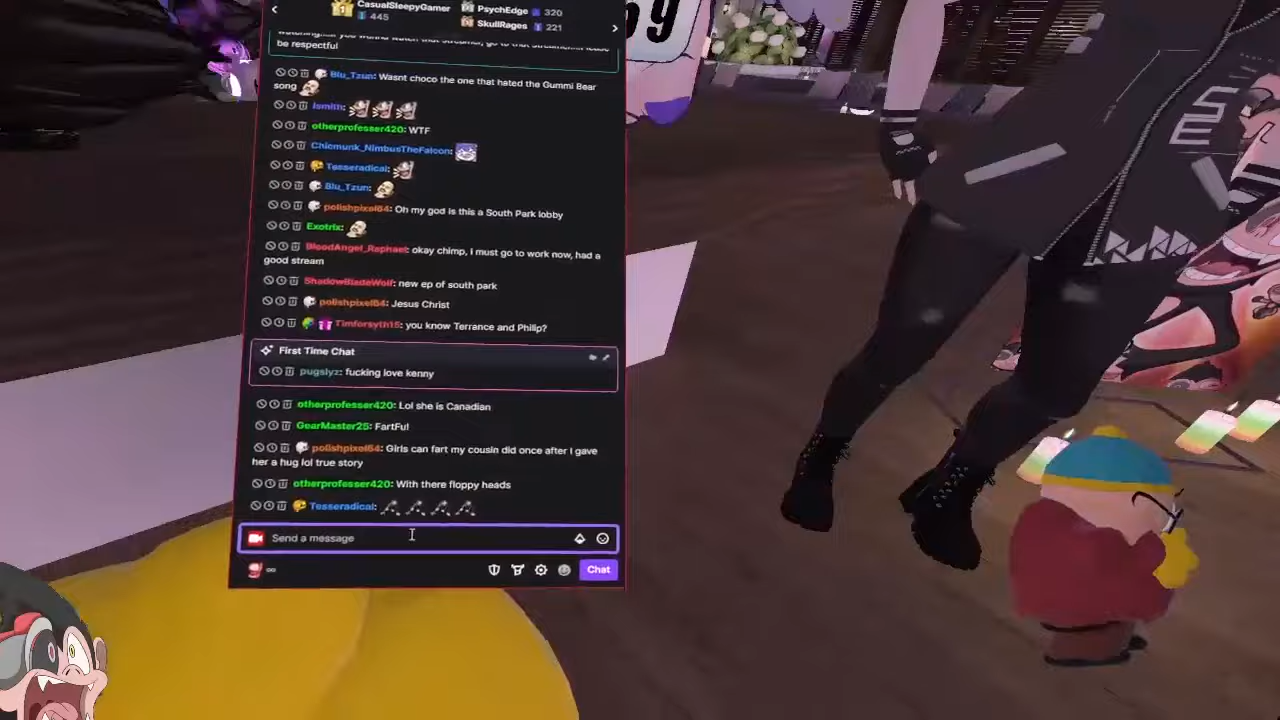 CasualSleepyGamer
445
PsychEdge 320
SkullRages 221
be respectful
Blu_Tzun: Wasnt choco the one that hated the Gummi Bear
song
Ismith:
otherprofesser420: WTF
Chicmunk_NimbusTheFalcon:
Tesseradical:
Blu_Tzun:
polishpixel64: Oh my god is this a South Park lobby
Exotrix:
BloodAngel_Raphael: okay chimp, I must go to work now, had a
good stream
ShadowBladeWolf: new ep of south park
polishpixel64: Jesus Christ
Timforsyth15: you know Terrance and Philip?
First Time Chat
pugslyz: fucking love kenny
otherprofesser420: Lol she is Canadian
GearMaster25: FartFu!
polishpixel64: Girls can fart my cousin did once after I gave
her a hug lol true story
otherprofesser420: With there floppy heads
Tesseradical:
Send a message
Chat